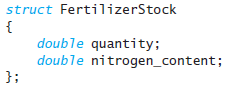 struct FertilizerStock
{
    double quantity;
    double nitrogen_content;
};